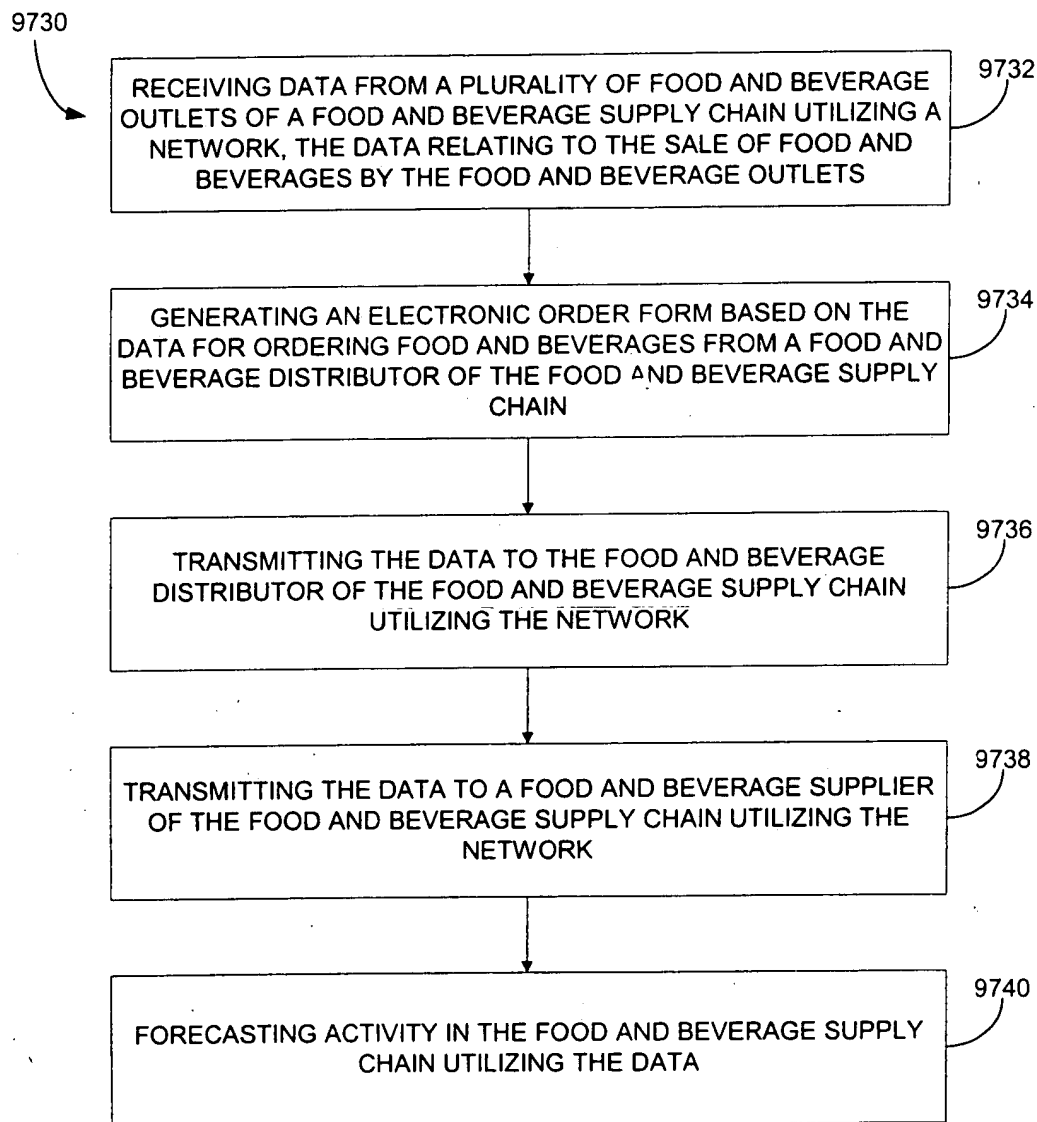 9730
RECEIVING DATA FROM A PLURALITY OF FOOD AND BEVERAGE
OUTLETS OF A FOOD AND BEVERAGE SUPPLY CHAIN UTILIZING A
NETWORK, THE DATA RELATING TO THE SALE OF FOOD AND
BEVERAGES BY THE FOOD AND BEVERAGE OUTLETS
9732
GENERATING AN ELECTRONIC ORDER FORM BASED ON THE
DATA FOR ORDERING FOOD AND BEVERAGES FROM A FOOD AND
BEVERAGE DISTRIBUTOR OF THE FOOD AND BEVERAGE SUPPLY
CHAIN
9734
TRANSMITTING THE DATA TO THE FOOD AND BEVERAGE
DISTRIBUTOR OF THE FOOD AND BEVERAGE SUPPLY CHAIN
UTILIZING THE NETWORK
9736
TRANSMITTING THE DATA TO A FOOD AND BEVERAGE SUPPLIER
OF THE FOOD AND BEVERAGE SUPPLY CHAIN UTILIZING THE
NETWORK
9738
FORECASTING ACTIVITY IN THE FOOD AND BEVERAGE SUPPLY
CHAIN UTILIZING THE DATA
9740